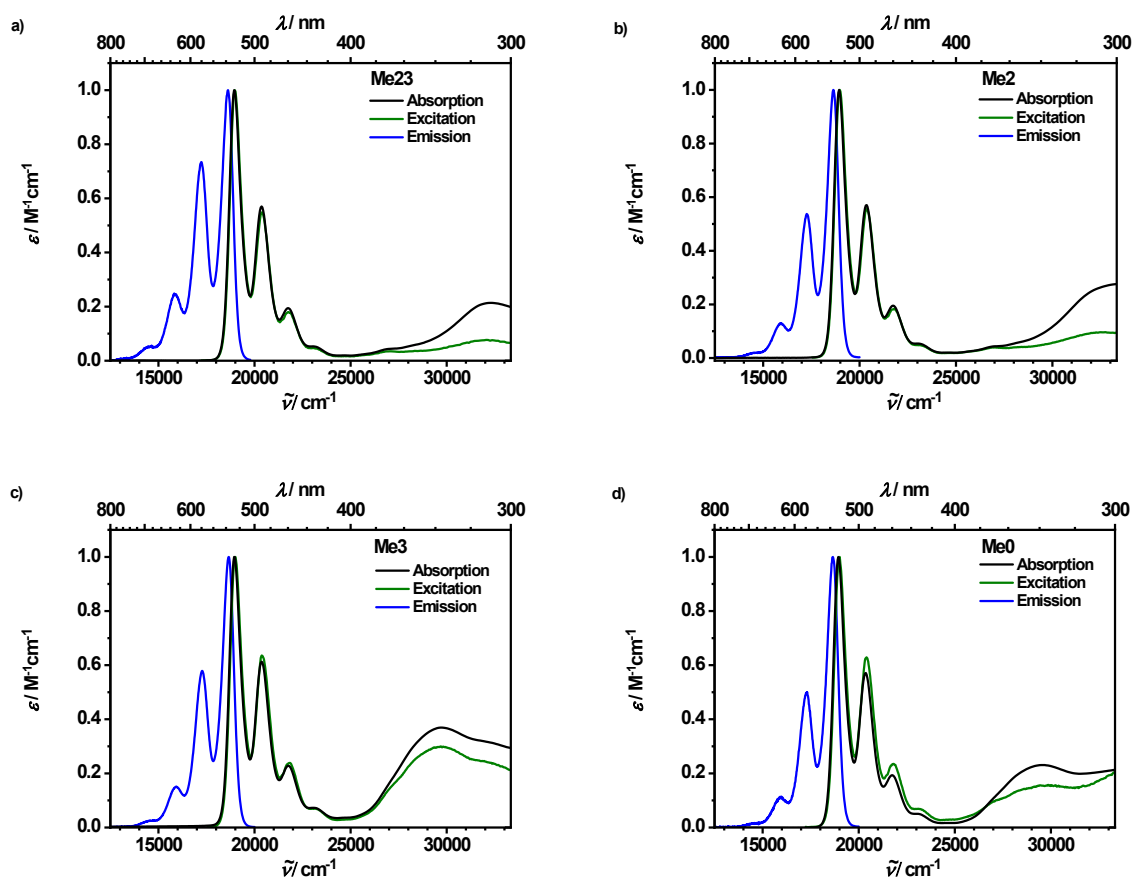 a)
λ / nm
800 600 500 400 300
Me23
Absorption
Excitation
Emission
ε / M⁻¹cm⁻¹
1.0
0.8
0.6
0.4
0.2
0.0
15000 20000 25000 30000
ν̃ / cm⁻¹
b)
λ / nm
800 600 500 400 300
Me2
Absorption
Excitation
Emission
ε / M⁻¹cm⁻¹
1.0
0.8
0.6
0.4
0.2
0.0
15000 20000 25000 30000
ν̃ / cm⁻¹
c)
λ / nm
800 600 500 400 300
Me3
Absorption
Excitation
Emission
ε / M⁻¹cm⁻¹
1.0
0.8
0.6
0.4
0.2
0.0
15000 20000 25000 30000
ν̃ / cm⁻¹
d)
λ / nm
800 600 500 400 300
Me0
Absorption
Excitation
Emission
ε / M⁻¹cm⁻¹
1.0
0.8
0.6
0.4
0.2
0.0
15000 20000 25000 30000
ν̃ / cm⁻¹